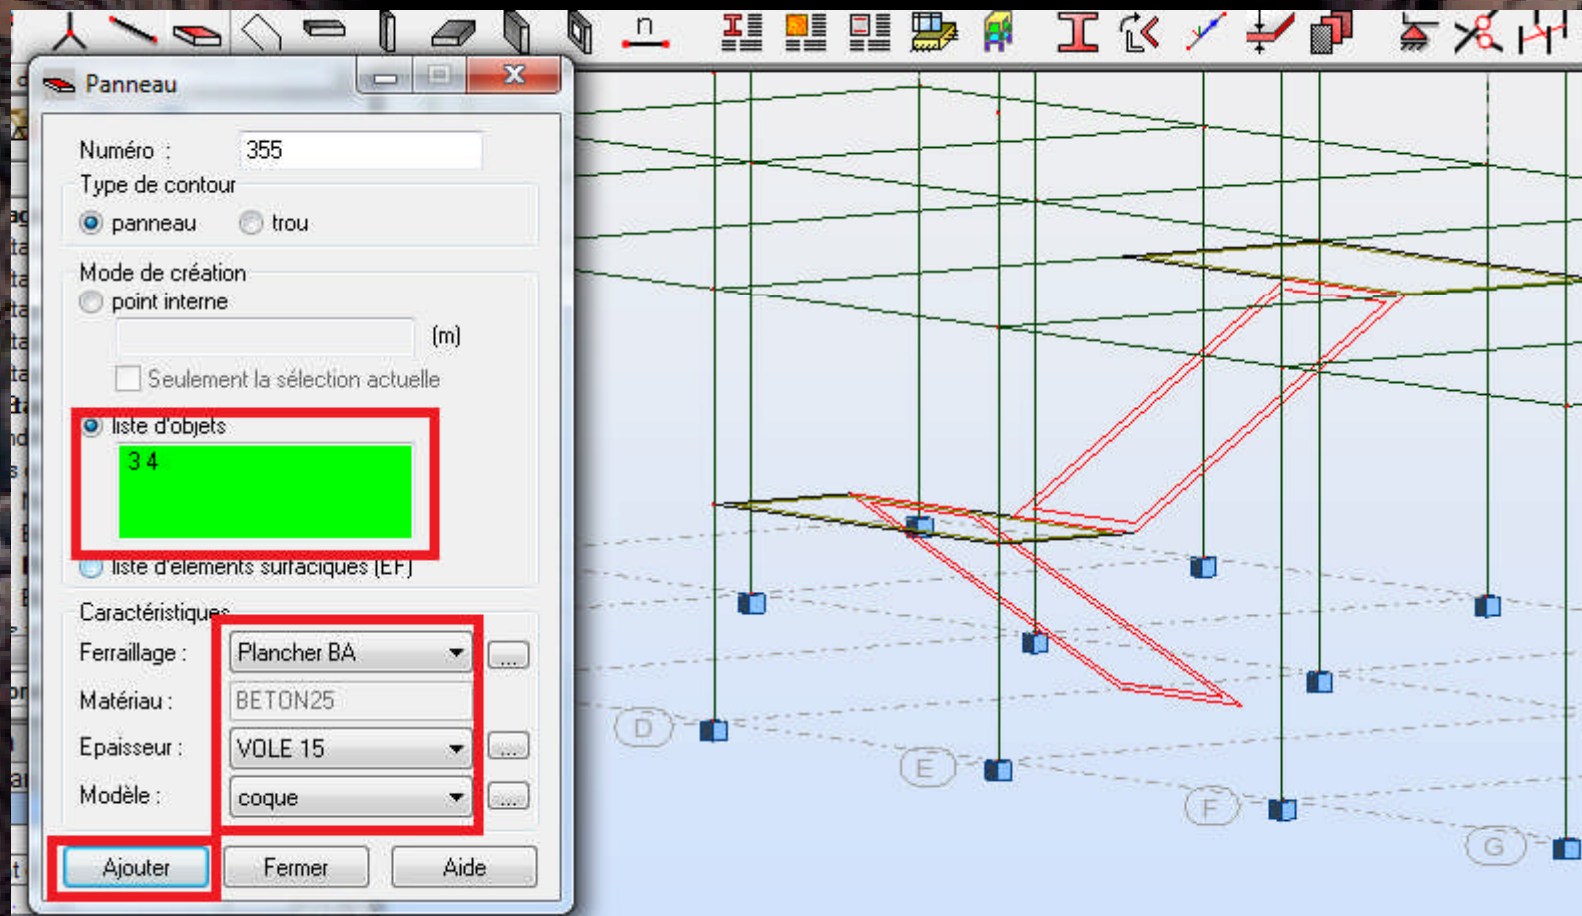 n
Panneau
Numéro : 355
Type de contour
panneau trou
Mode de création
point interne
(m)
Seulement la sélection actuelle
liste d'objets
3 4
liste d'éléments surfaciques (EF)
Caractéristiques
Ferraillage : Plancher BA ...
Matériau : BETON25
Epaisseur : VOLE 15 ...
Modèle : coque ...
Ajouter Fermer Aide
D
E
F
G